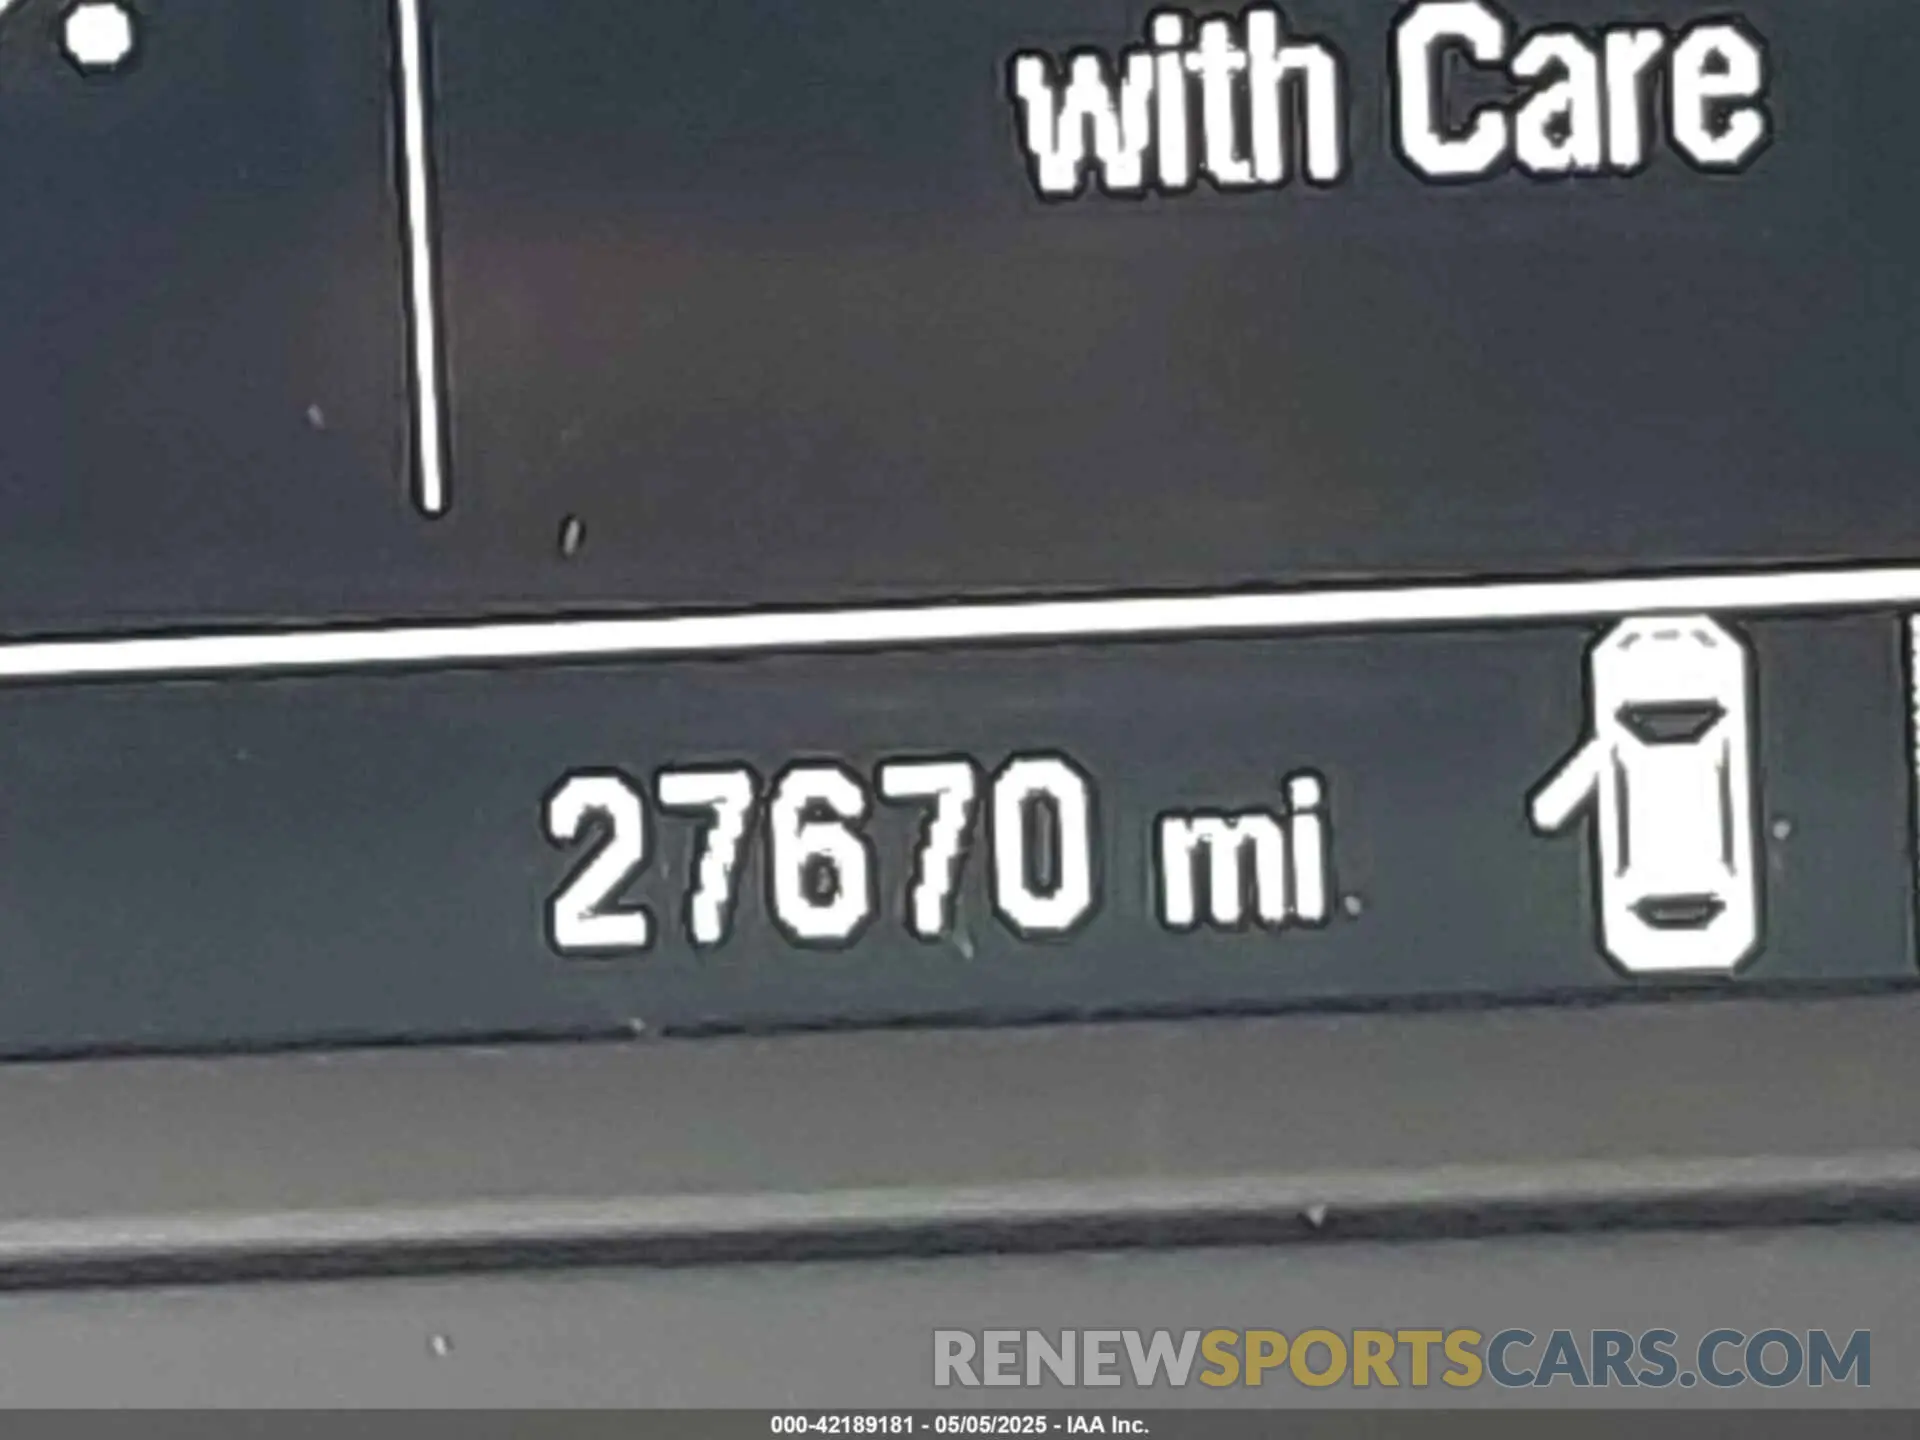 with Care
27670 mi
RENEWSPORTSCARS.COM
000-42189181 - 05/05/2025 - IAA Inc.